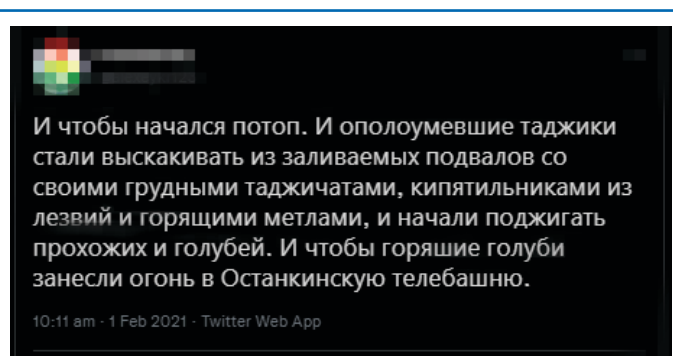 И чтобы начался потоп. И ополоумевшие таджики
стали выскакивать из заливаемых подвалов со
своими грудными таджичатами, кипятильниками из
лезвий и горящими метлами, и начали поджигать
прохожих и голубей. И чтобы горяшие голуби
занесли огонь в Останкинскую телебашню.
10:11 am · 1 Feb 2021 · Twitter Web App